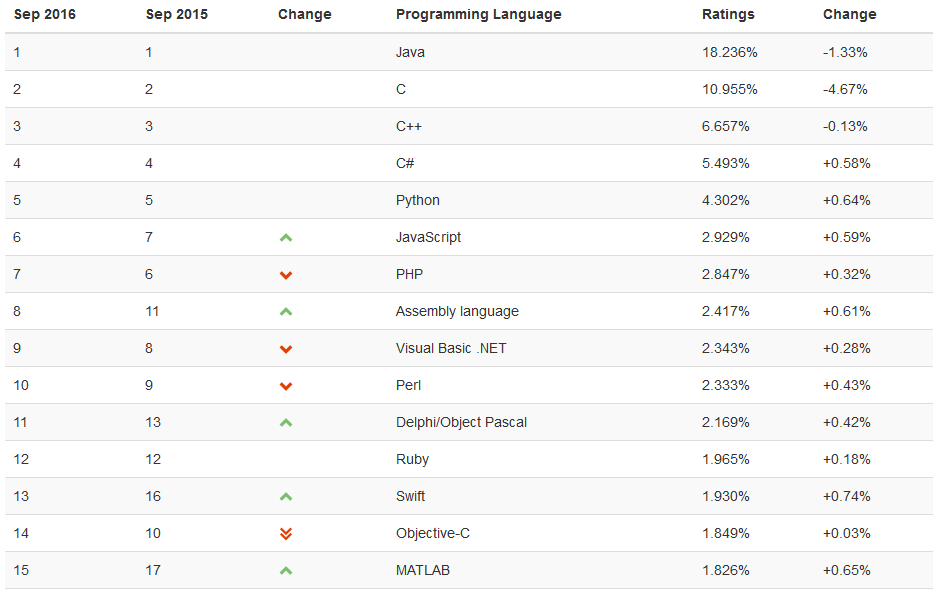 Sep 2016 Sep 2015 Change Programming Language Ratings Change
1 1 Java 18.236% -1.33%
2 2 C 10.955% -4.67%
3 3 C++ 6.657% -0.13%
4 4 C# 5.493% +0.58%
5 5 Python 4.302% +0.64%
6 7 JavaScript 2.929% +0.59%
7 6 PHP 2.847% +0.32%
8 11 Assembly language 2.417% +0.61%
9 8 Visual Basic .NET 2.343% +0.28%
10 9 Perl 2.333% +0.43%
11 13 Delphi/Object Pascal 2.169% +0.42%
12 12 Ruby 1.965% +0.18%
13 16 Swift 1.930% +0.74%
14 10 Objective-C 1.849% +0.03%
15 17 MATLAB 1.826% +0.65%